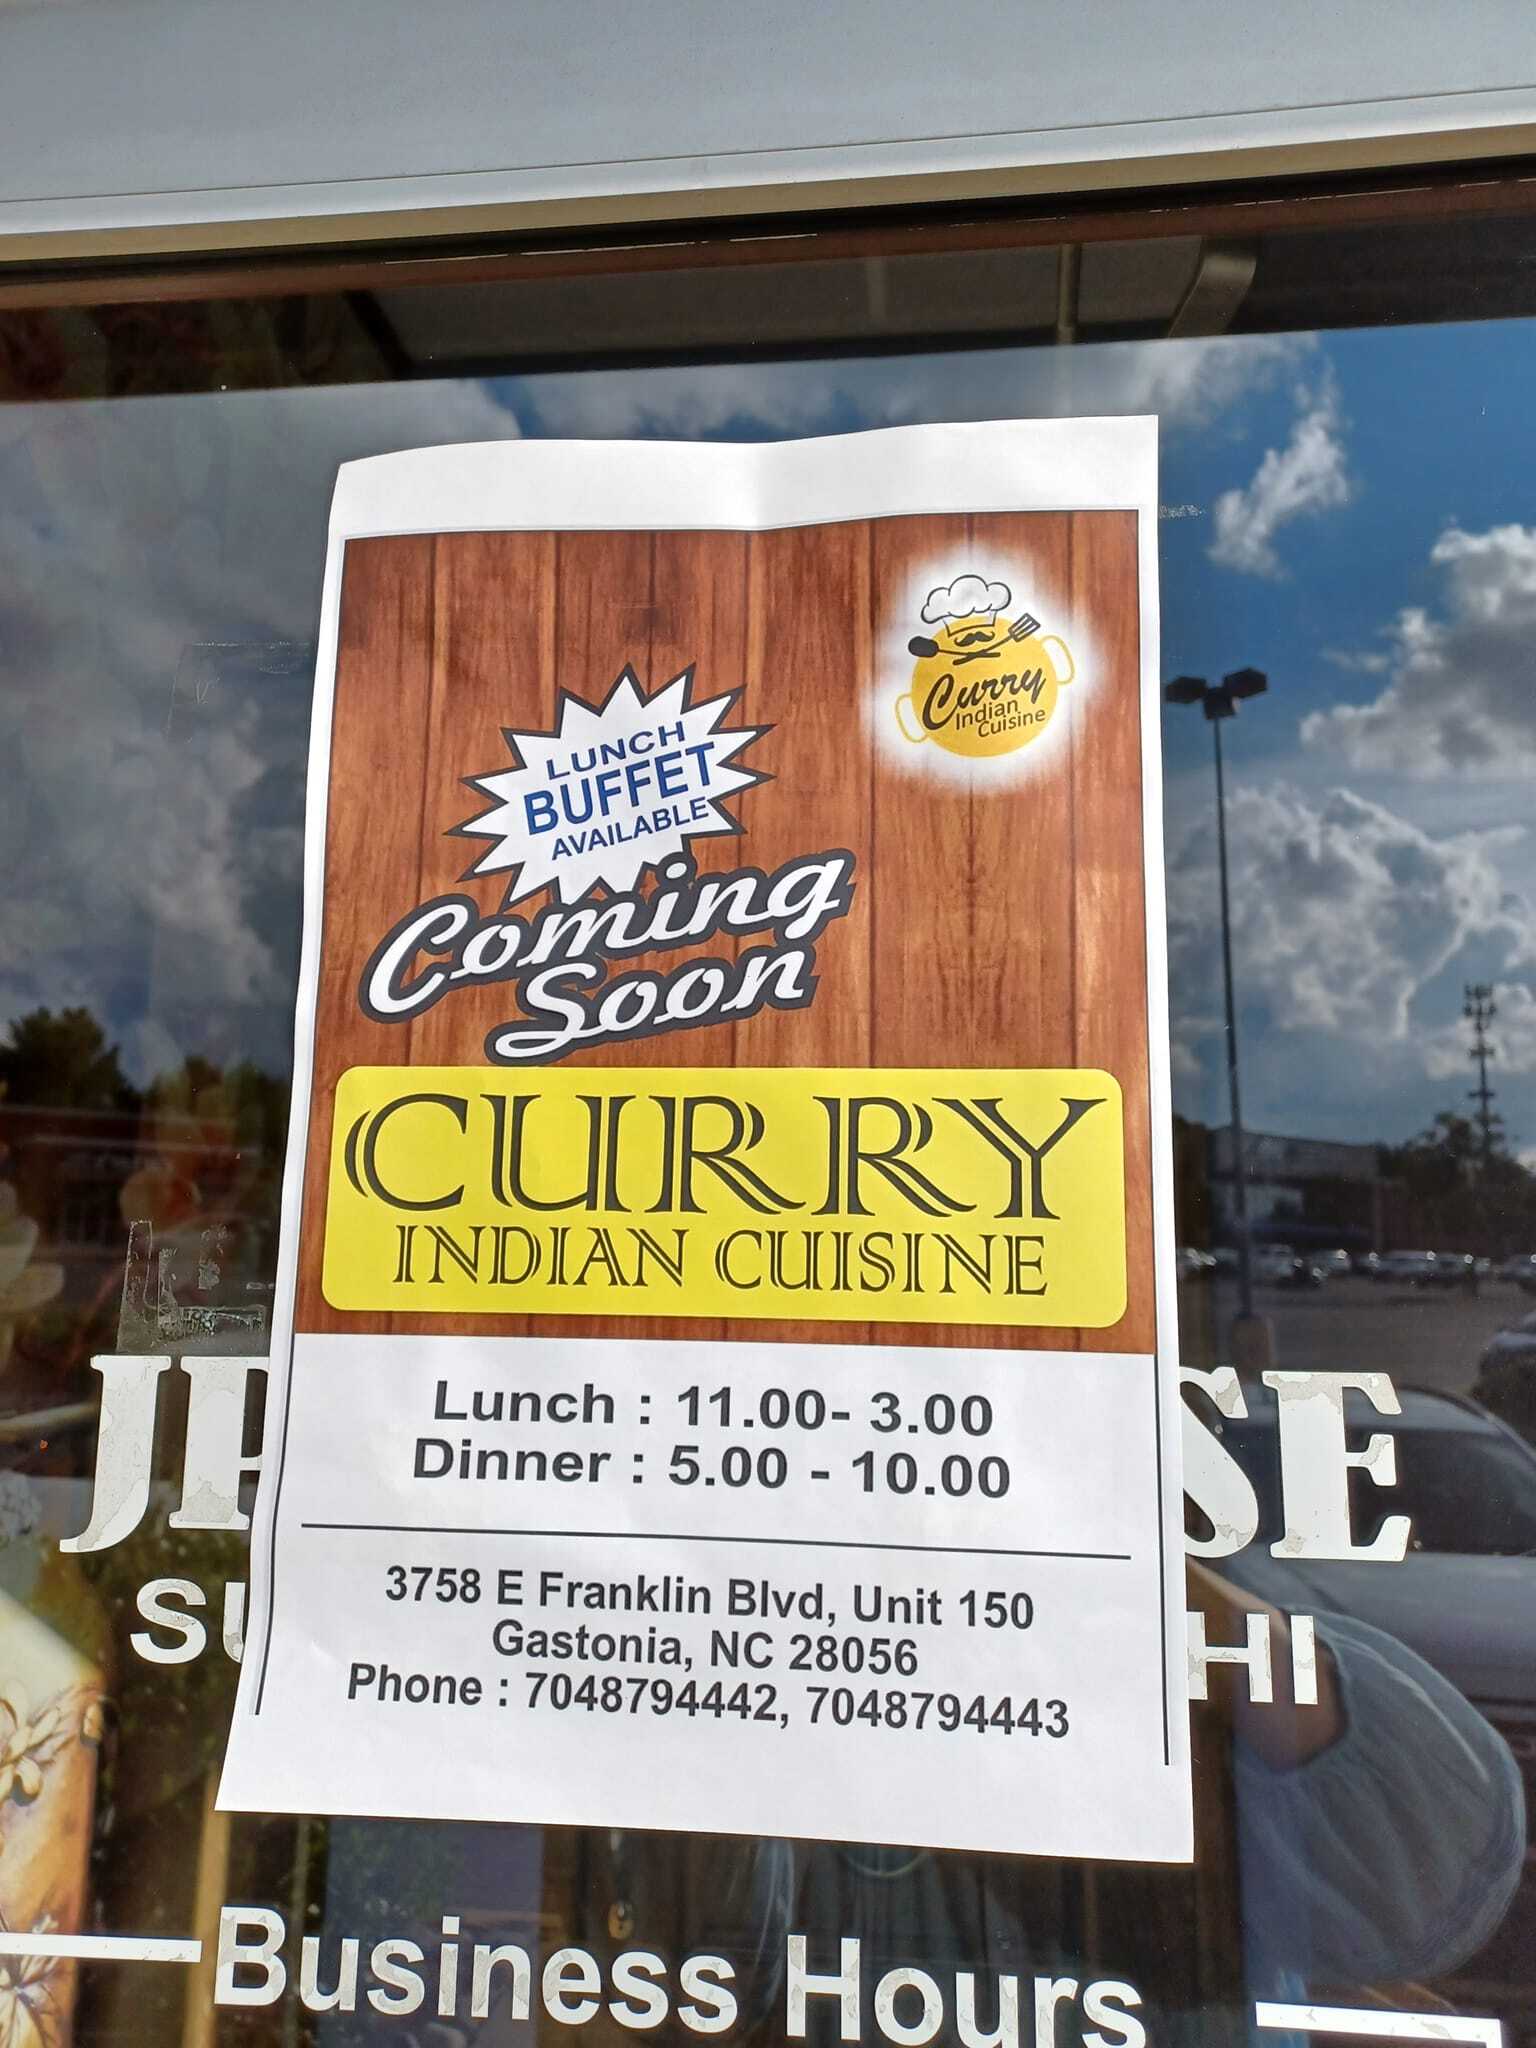 Curry
Indian
Cuisine
LUNCH
BUFFET
AVAILABLE
Coming
Soon
CURRY
INDIAN CUISINE
Lunch : 11.00- 3.00
Dinner : 5.00 - 10.00
3758 E Franklin Blvd, Unit 150
Gastonia, NC 28056
Phone : 7048794442, 7048794443
Business Hours